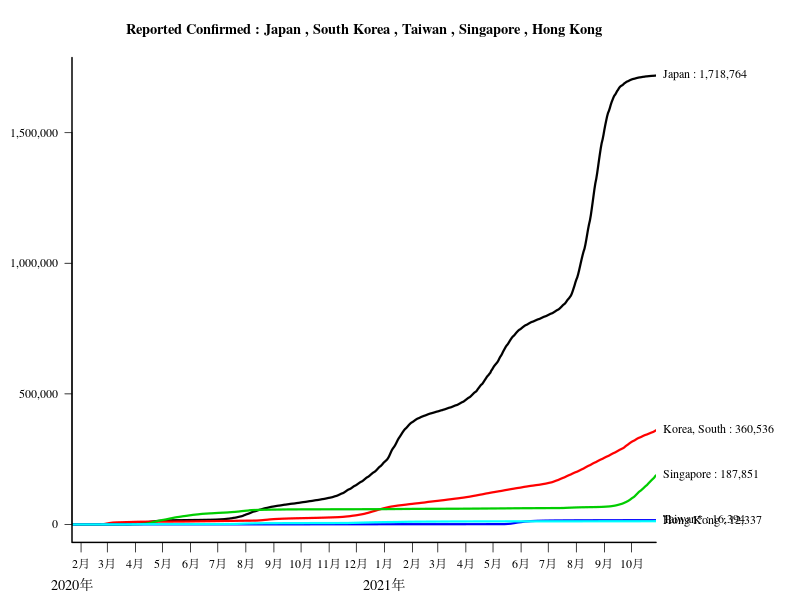 Reported Confirmed : Japan , South Korea , Taiwan , Singapore , Hong Kong
Japan : 1,718,764
1,500,000
1,000,000
500,000
Korea, South : 360,536
Singapore : 187,851
0
2月 3月 4月 5月 6月 7月 8月 9月 10月 11月 12月 1月 2月 3月 4月 5月 6月 7月 8月 9月 10月
2020年 2021年